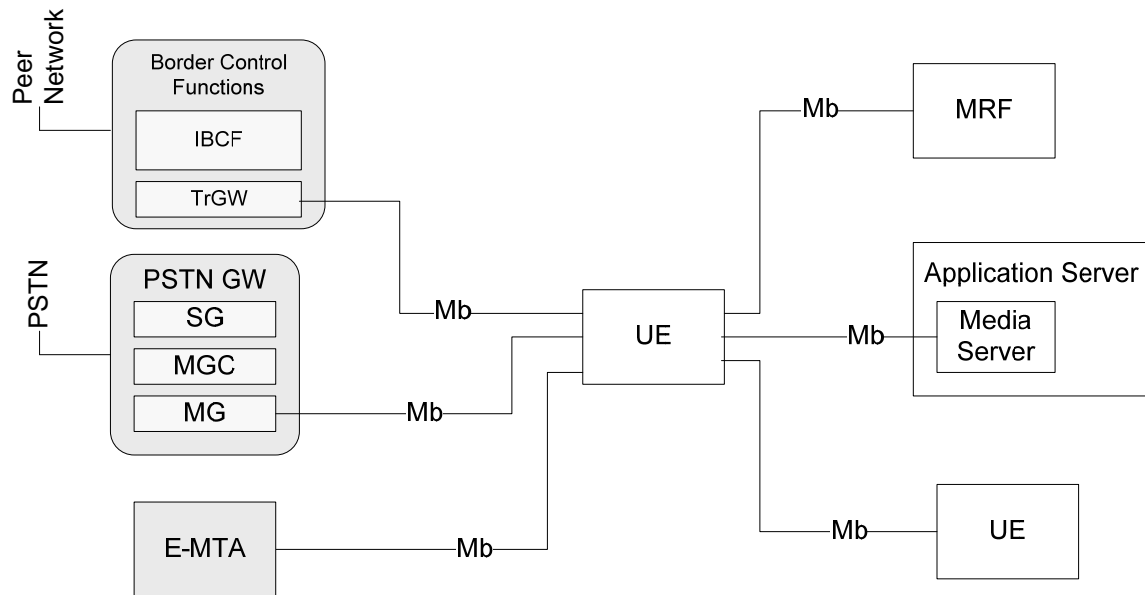 Peer
Network
Border Control
Functions
IBCF
TrGW
Mb
MRF
PSTN
PSTN GW
SG
MGC
MG
Mb
Mb
UE
Mb
Application Server
Media
Server
E-MTA
Mb
Mb
UE